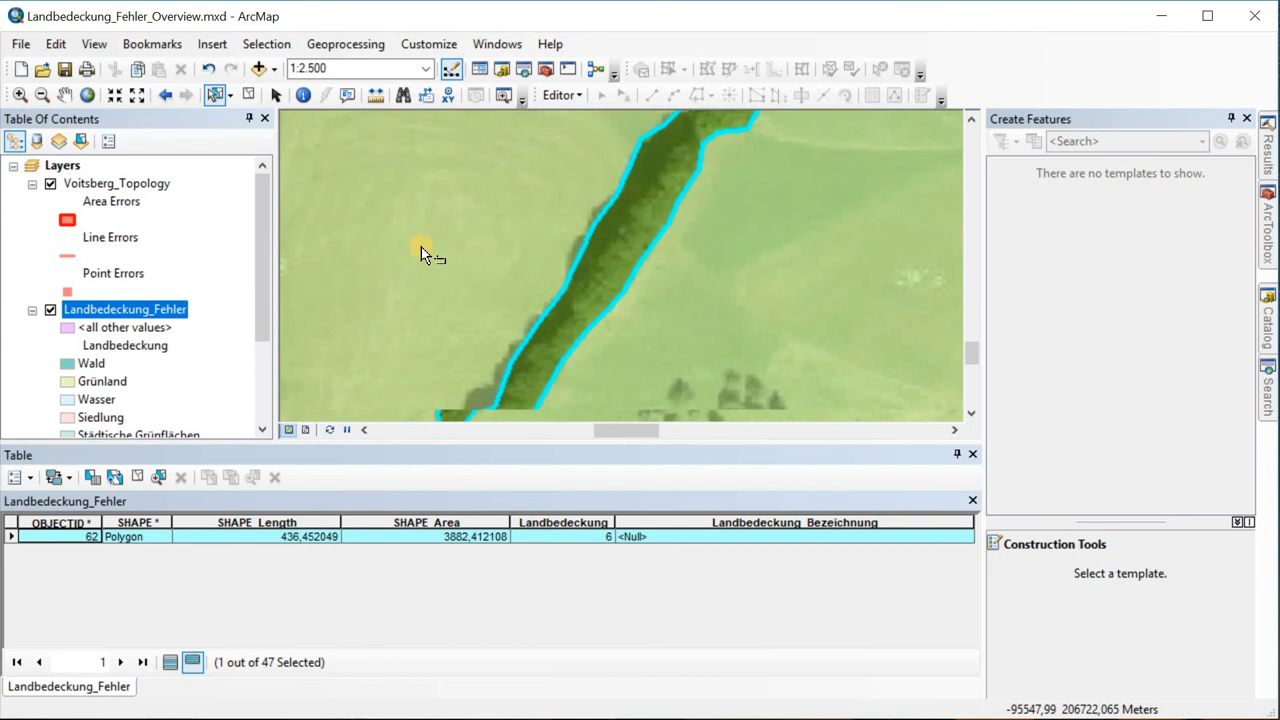 Landbedeckung_Fehler_Overview.mxd - ArcMap
File Edit View Bookmarks Insert Selection Geoprocessing Customize Windows Help
1:2.500
Editor
Table Of Contents
Create Features
<Search>
There are no templates to show.
Layers
Voitsberg_Topology
Area Errors
Line Errors
Point Errors
Landbedeckung_Fehler
<all other values>
Landbedeckung
Wald
Grünland
Wasser
Siedlung
Städtische Grünflächen
Results
ArcToolbox
Catalog
Search
Table
Landbedeckung_Fehler
OBJECTID * SHAPE * SHAPE_Length SHAPE_Area Landbedeckung Landbedeckung_Bezeichnung
62 Polygon 436,452049 3882,412108 6 <Null>
Construction Tools
Select a template.
1 (1 out of 47 Selected)
Landbedeckung_Fehler
-95547,99 206722,065 Meters